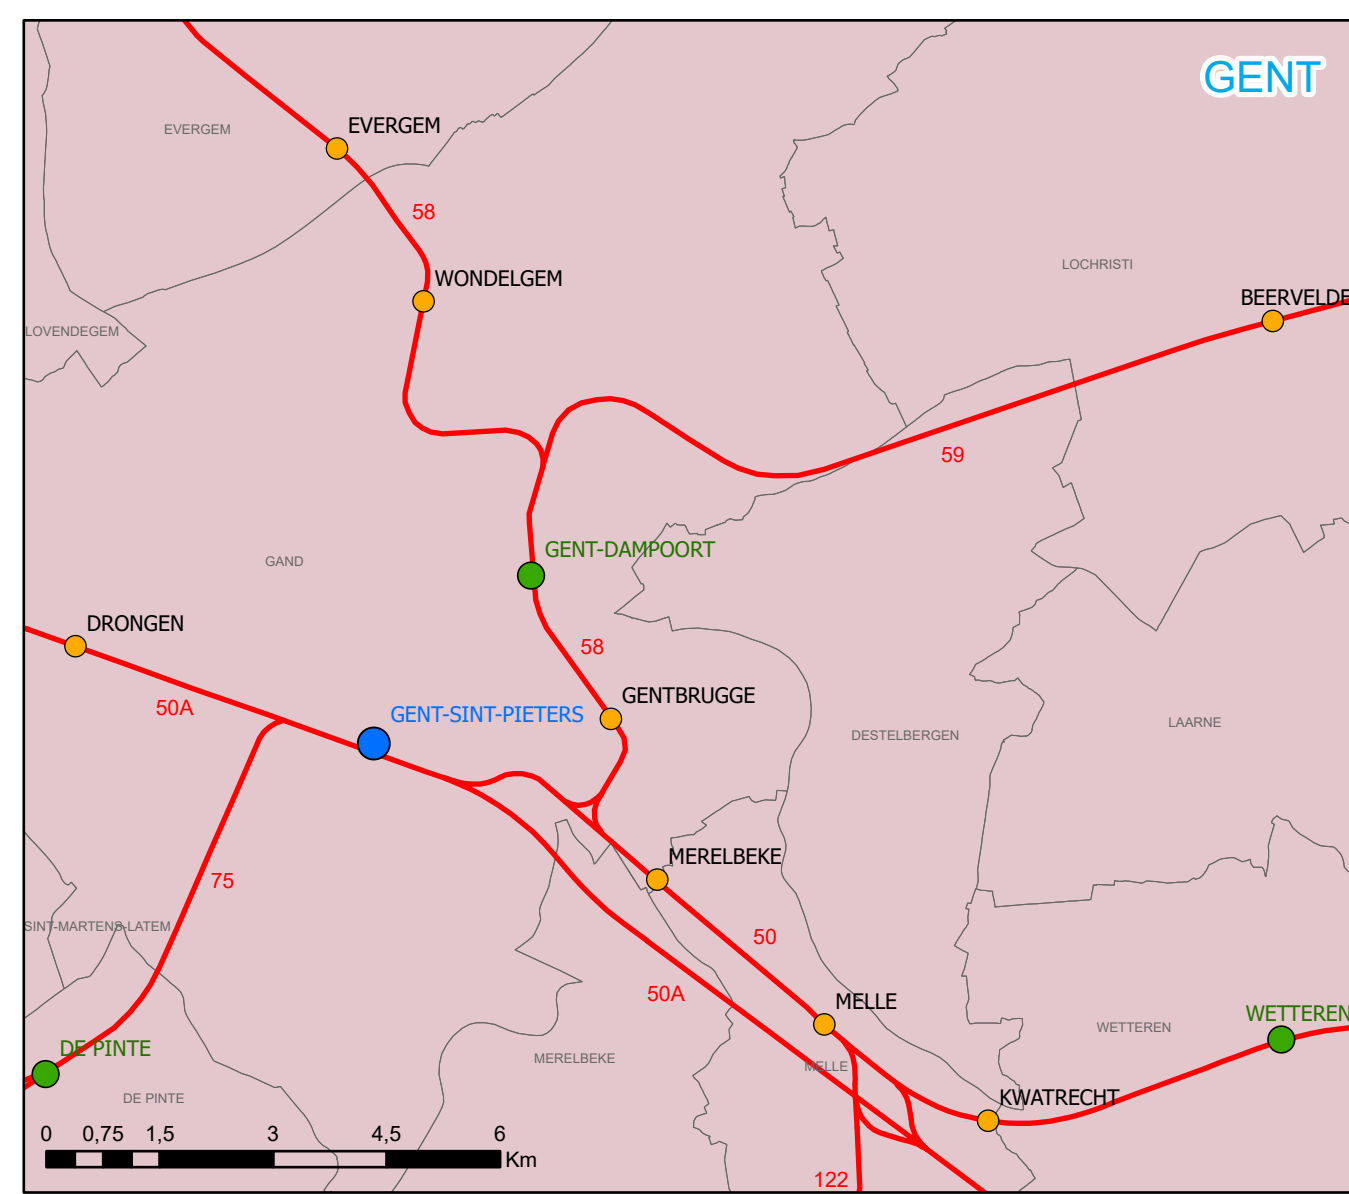 GENT
EVERGEM
EVERGEM
58
WONDELGEM
LOCHRISTI
BEERVELDE
LOVENDEGEM
59
GENT-DAMPOORT
GAND
DRONGEN
58
50A
GENTBRUGGE
GENT-SINT-PIETERS
LAARNE
DESTELBERGEN
MERELBEKE
75
SINT-MARTENS-LATEM
50
50A
MELLE
WETTEREN
WETTEREN
DE PINTE
MERELBEKE
MELLE
DE PINTE
KWATRECHT
0 0,75 1,5 3 4,5 6
Km
122